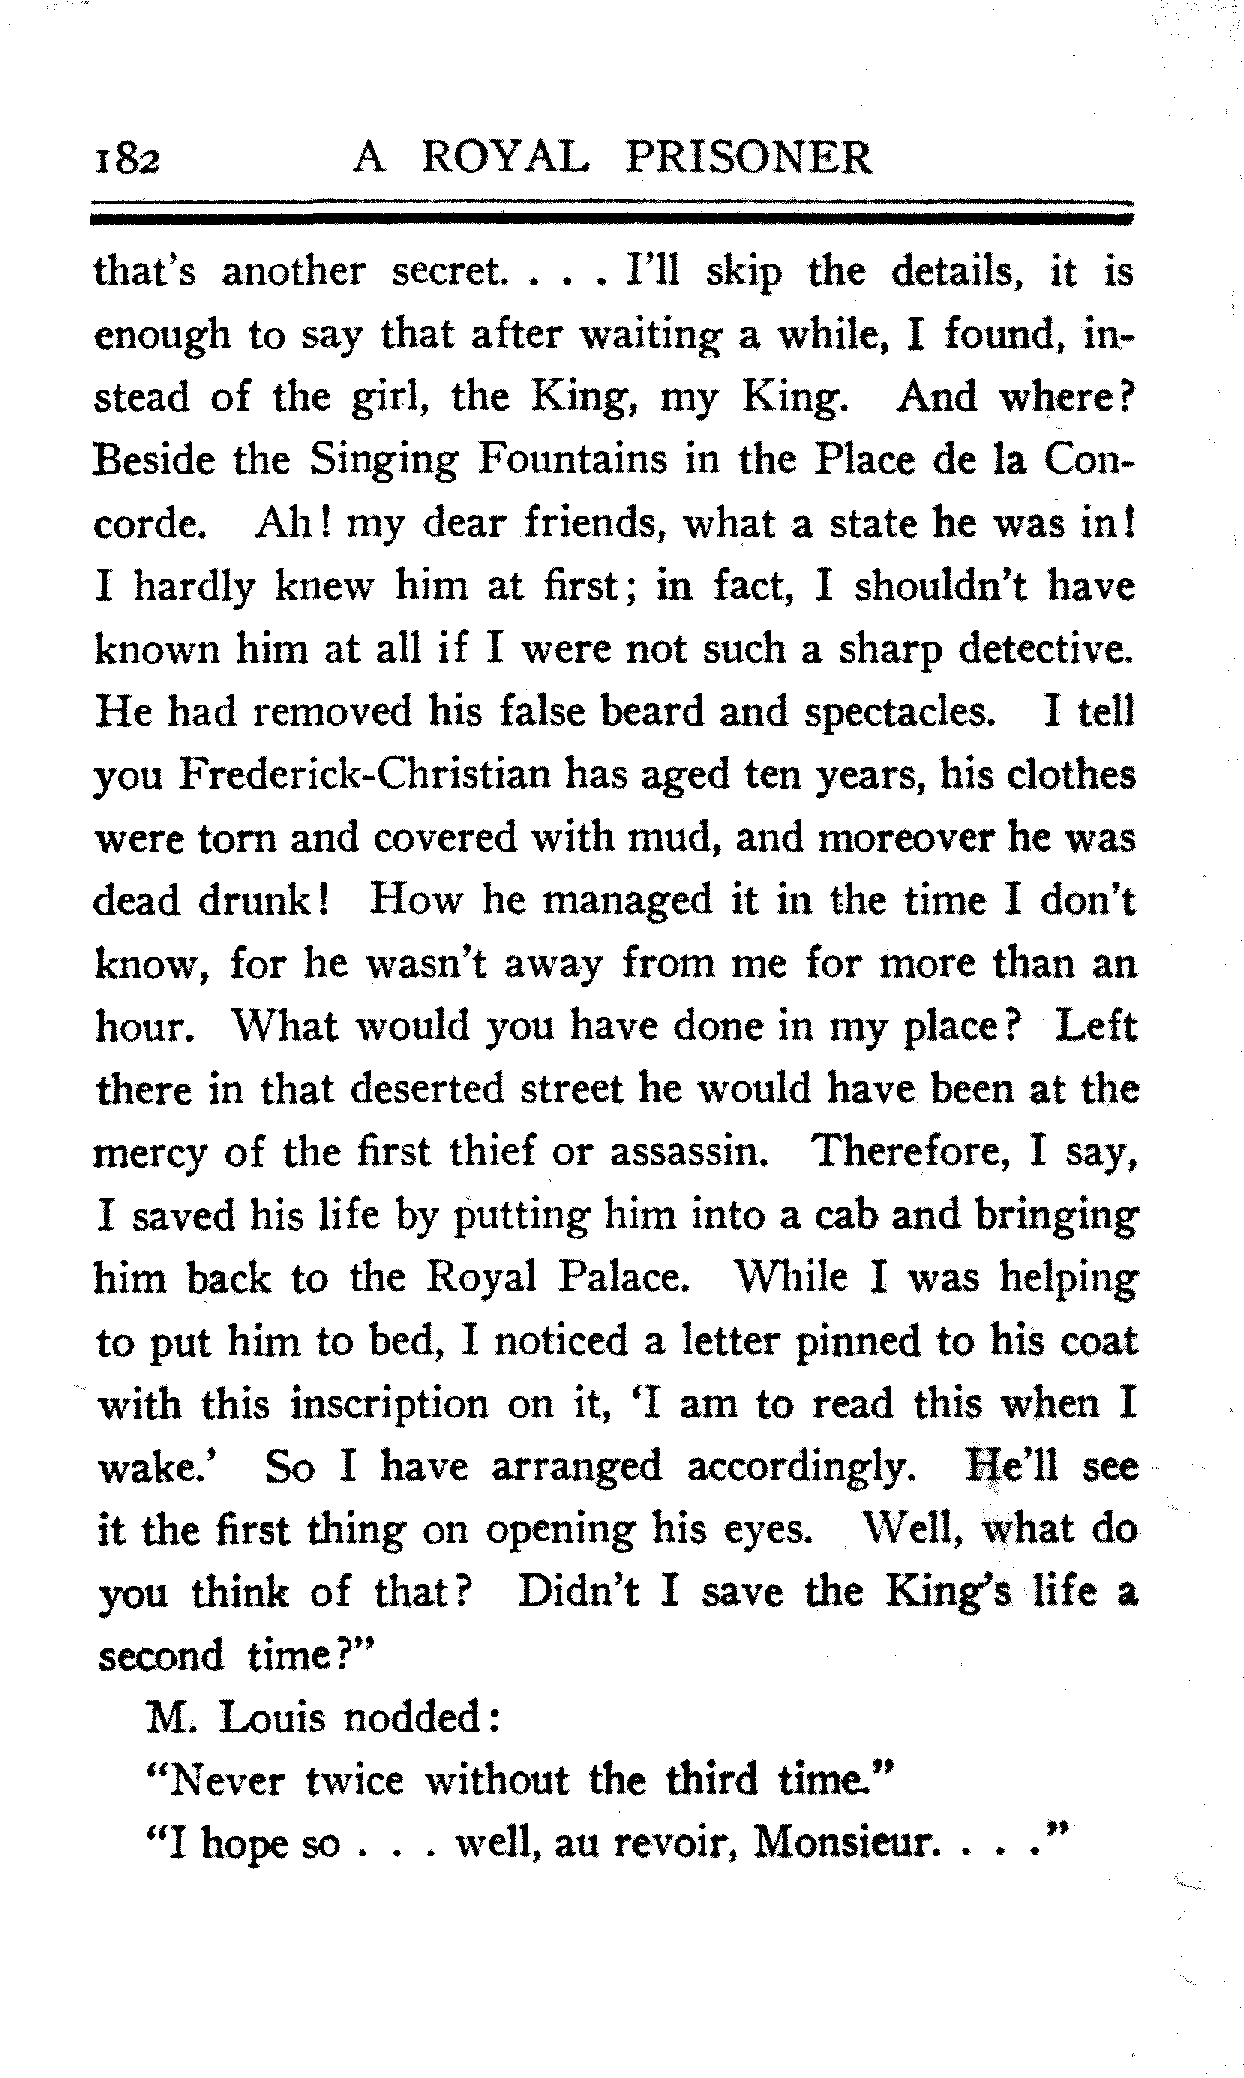 182 A ROYAL PRISONER
that's another secret. . . . I'll skip the details, it is
enough to say that after waiting a while, I found, in-
stead of the girl, the King, my King. And where?
Beside the Singing Fountains in the Place de la Con-
corde. Ah! my dear friends, what a state he was in!
I hardly knew him at first; in fact, I shouldn't have
known him at all if I were not such a sharp detective.
He had removed his false beard and spectacles. I tell
you Frederick-Christian has aged ten years, his clothes
were torn and covered with mud, and moreover he was
dead drunk! How he managed it in the time I don't
know, for he wasn't away from me for more than an
hour. What would you have done in my place? Left
there in that deserted street he would have been at the
mercy of the first thief or assassin. Therefore, I say,
I saved his life by putting him into a cab and bringing
him back to the Royal Palace. While I was helping
to put him to bed, I noticed a letter pinned to his coat
with this inscription on it, 'I am to read this when I
wake.' So I have arranged accordingly. He'll see
it the first thing on opening his eyes. Well, what do
you think of that? Didn't I save the King's life a
second time?"
M. Louis nodded:
"Never twice without the third time."
"I hope so . . . well, au revoir, Monsieur. . . ."